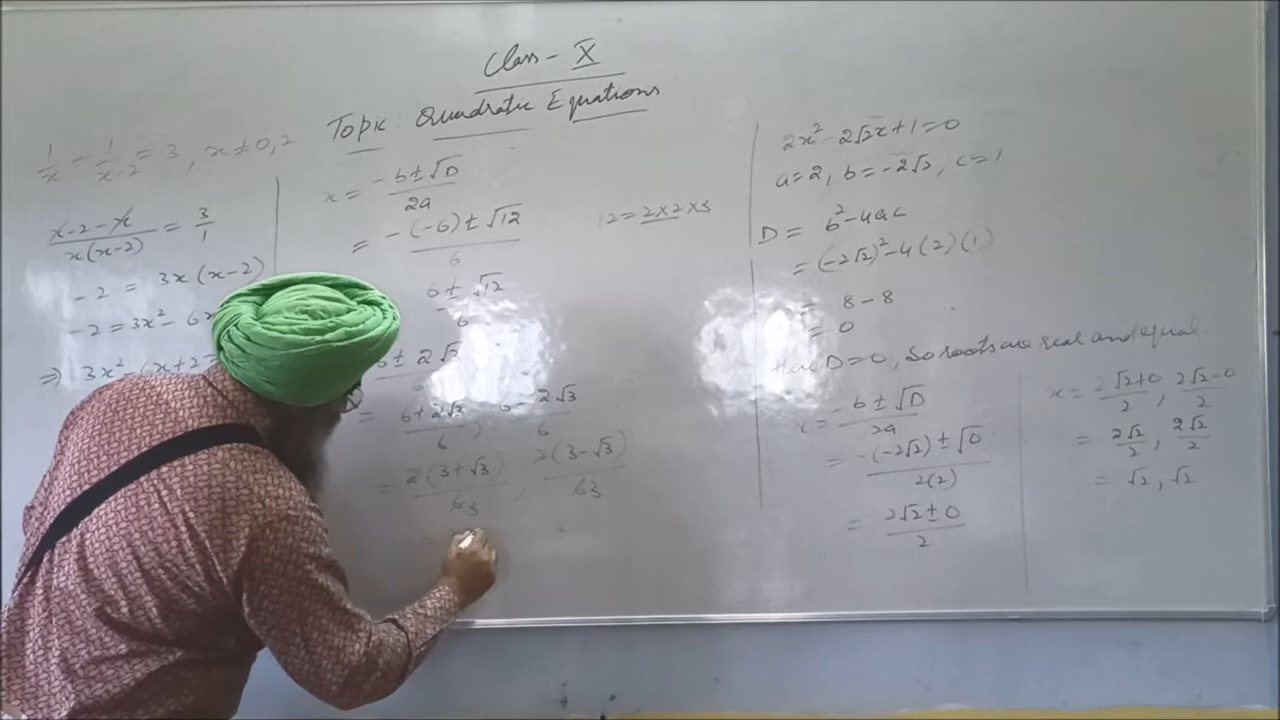 Class - X
Topic: Quadratic Equations
1/x - 1/(x-2) = 3, x ≠ 0, 2
(x-2-x)/(x(x-2)) = 3/1
-2 = 3x(x-2)
-2 = 3x² - 6x
⇒ 3x² - 6x + 2 =
x = (-b ± √D)/2a
= (-(-6) ± √12)/6
12 = 2×2×3
(6 ± √12)/6
6 ± 2√3
= (6+2√3)/6, (6-2√3)/6
= 2(3+√3)/63, 2(3-√3)/63
=
2x² - 2√2x + 1 = 0
a = 2, b = -2√2, c = 1
D = b² - 4ac
= (-2√2)² - 4(2)(1)
= 8 - 8
= 0
Here D = 0, So roots are real and equal
x = (-b ± √D)/2a
= (-(-2√2) ± √0)/2(2)
= (2√2 ± 0)/2
x = (2√2+0)/2, (2√2-0)/2
= 2√2/2, 2√2/2
= √2, √2